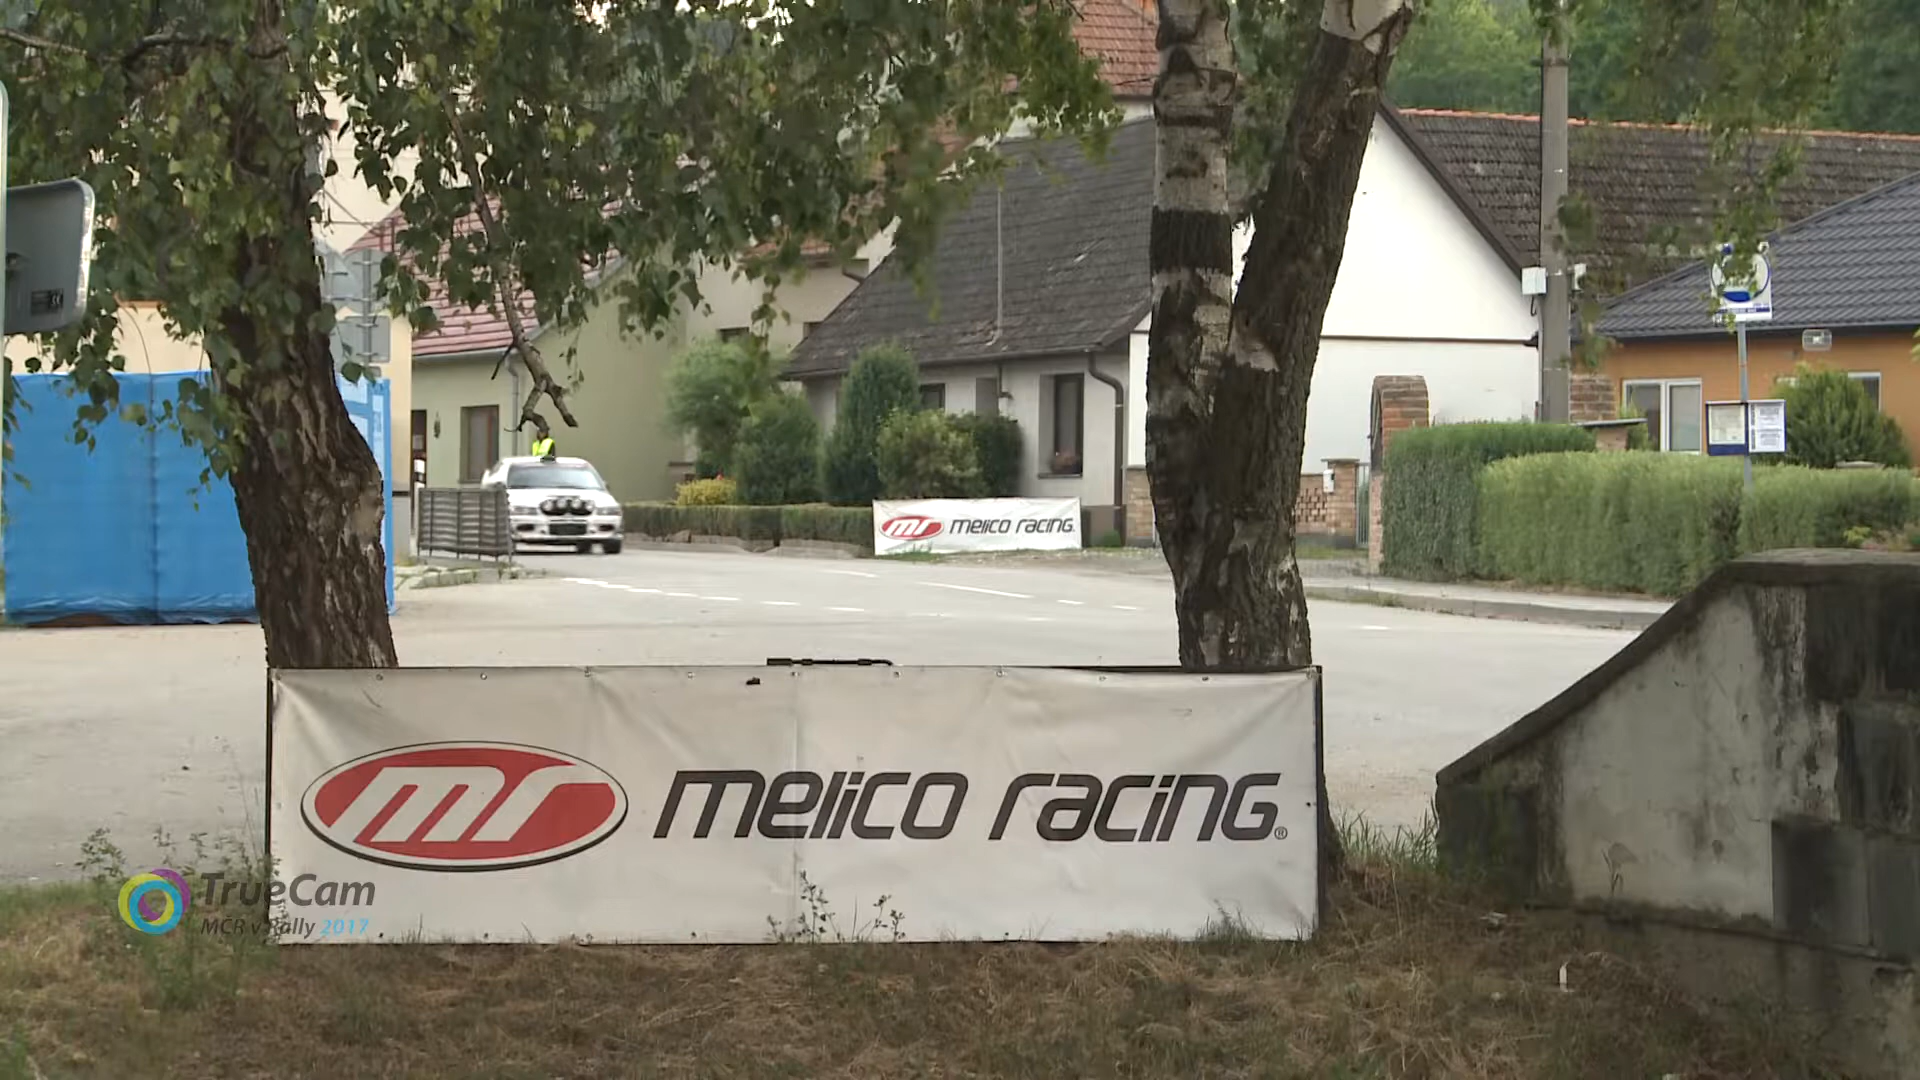 mr melico racing.
mr melico racing®
TrueCam
MČR v Rally 2017